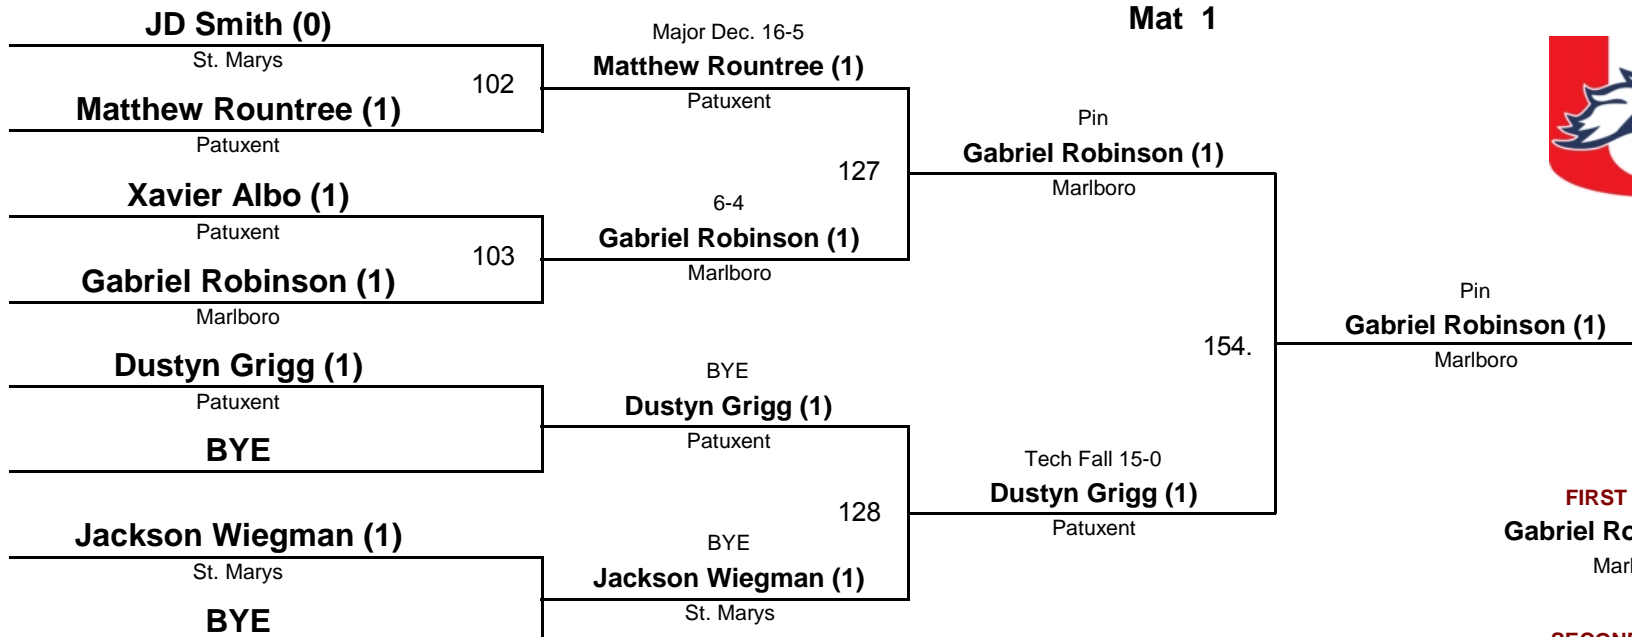 Mat 1
JD Smith (0)
St. Marys
102
Matthew Rountree (1)
Patuxent
Xavier Albo (1)
Patuxent
103
Gabriel Robinson (1)
Marlboro
Dustyn Grigg (1)
Patuxent
BYE
Jackson Wiegman (1)
St. Marys
BYE
Major Dec. 16-5
Matthew Rountree (1)
Patuxent
127
6-4
Gabriel Robinson (1)
Marlboro
BYE
Dustyn Grigg (1)
Patuxent
128
BYE
Jackson Wiegman (1)
St. Marys
Pin
Gabriel Robinson (1)
Marlboro
154.
Tech Fall 15-0
Dustyn Grigg (1)
Patuxent
Pin
Gabriel Robinson (1)
Marlboro
FIRST
Gabriel Ro
Marl